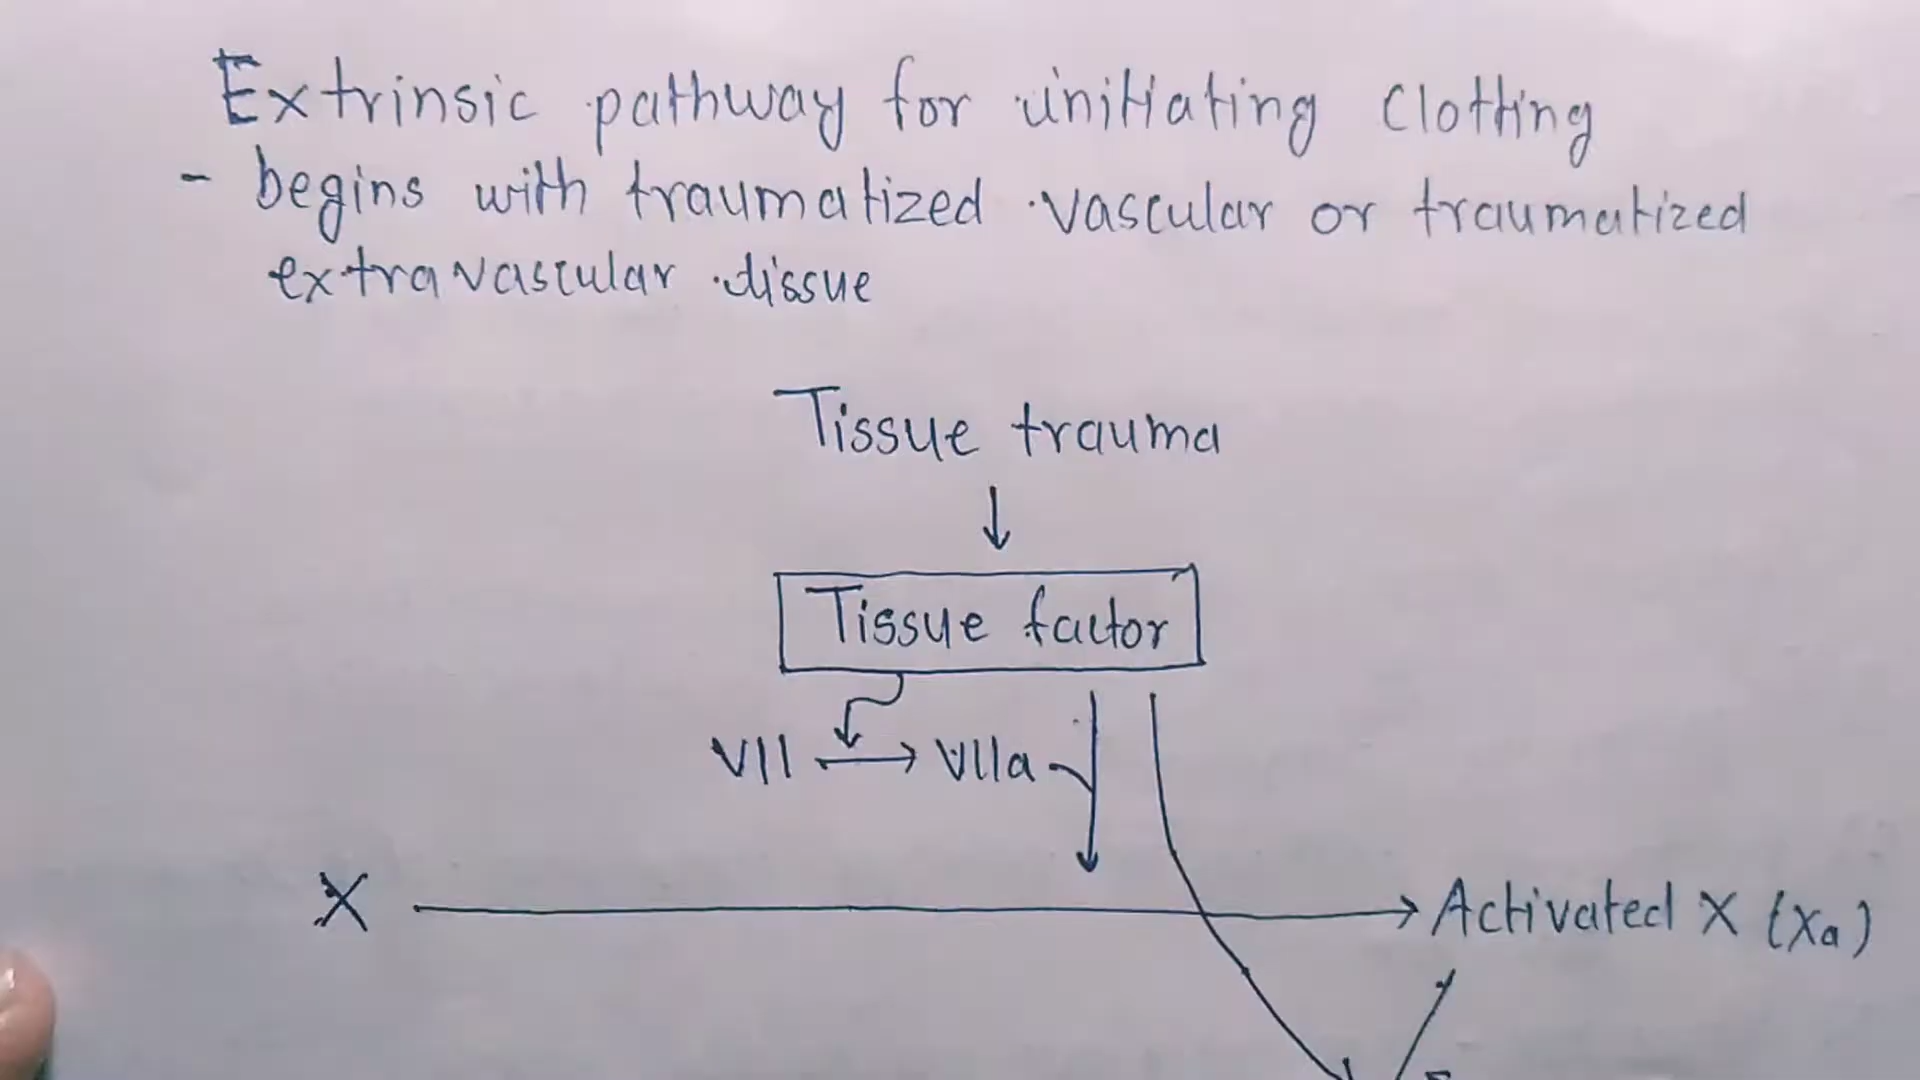 Extrinsic pathway for initiating clotting
- begins with traumatized vascular or traumatized
extravascular tissue
Tissue trauma
Tissue factor
VII → VIIa
X → Activated X (Xa)